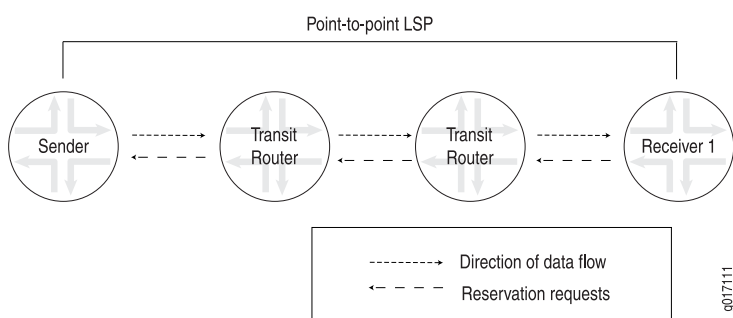 Point-to-point LSP
Sender
Transit
Router
Transit
Router
Receiver 1
Direction of data flow
Reservation requests
g017111